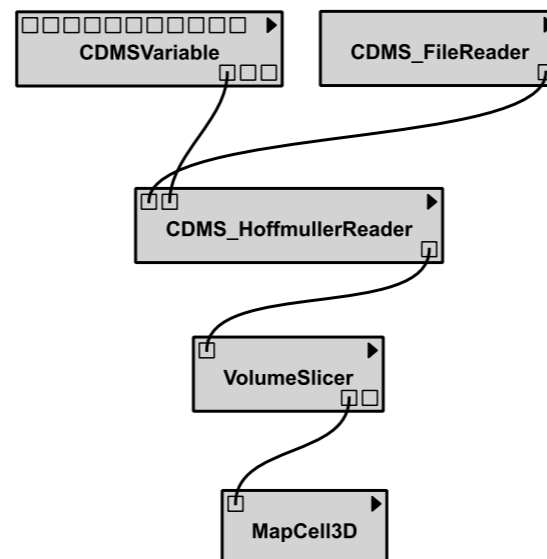 CDMSVariable
CDMS_FileReader
CDMS_HoffmullerReader
VolumeSlicer
MapCell3D